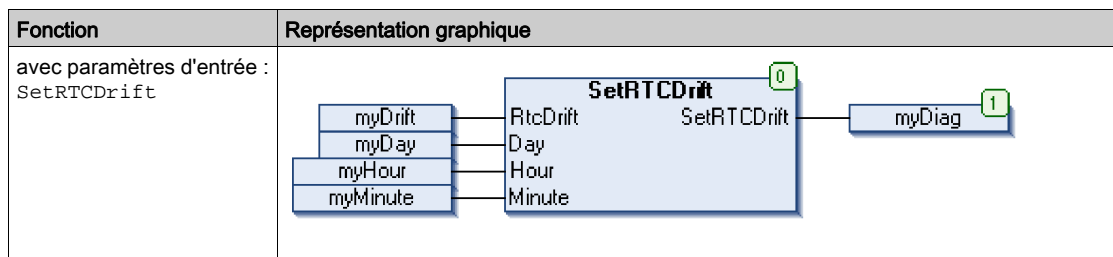 Fonction
Représentation graphique
avec paramètres d'entrée :
SetRTCDrift
0
SetRTCDrift
myDrift
RtcDrift
SetRTCDrift
myDiag
1
myDay
Day
myHour
Hour
myMinute
Minute